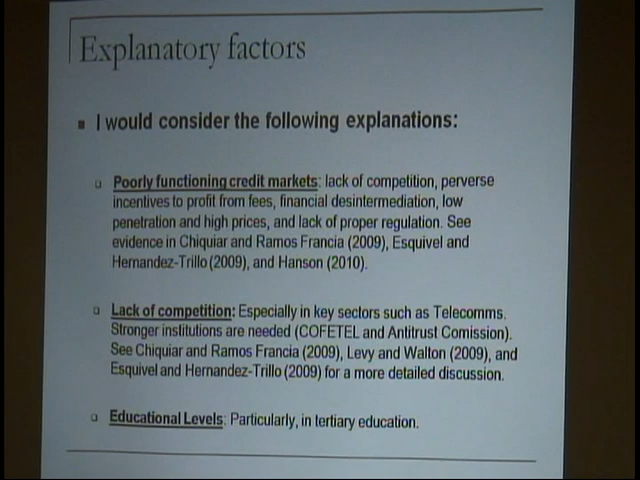 Explanatory factors
I would consider the following explanations:
Poorly functioning credit markets: lack of competition, perverse
incentives to profit from fees, financial desintermediation, low
penetration and high prices, and lack of proper regulation. See
evidence in Chiquiar and Ramos Francia (2009), Esquivel and
Hernandez-Trillo (2009), and Hanson (2010).
Lack of competition: Especially in key sectors such as Telecomms.
Stronger institutions are needed (COFETEL and Antitrust Comission).
See Chiquiar and Ramos Francia (2009), Levy and Walton (2009), and
Esquivel and Hernandez-Trillo (2009) for a more detailed discussion.
Educational Levels: Particularly, in tertiary education.